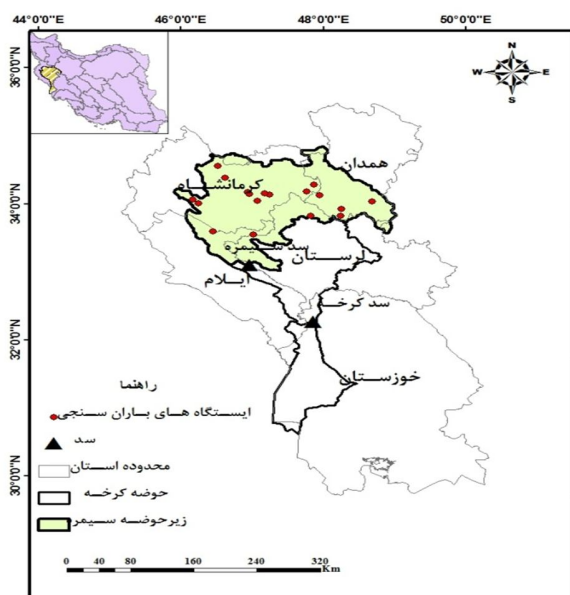 44°0'0"N 46°0'0"N 48°0'0"N 50°0'0"N
36°0'0"N
34°0'0"N
32°0'0"N
30°0'0"N
N
W E
S
همدان
کرمانشاه
سد سیمره
لرستان
ایلام
سد کرخه
خوزستان
راهنما
ایستگاه های باران سنجی
سد
محدوده استان
حوضه کرخه
زیرحوضه سیمره
0 40 80 160 240 320
Km